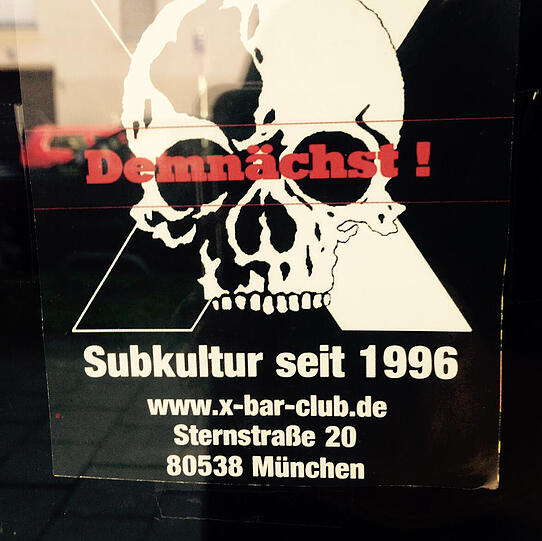 Demnächst !
Subkultur seit 1996
www.x-bar-club.de
Sternstraße 20
80538 München